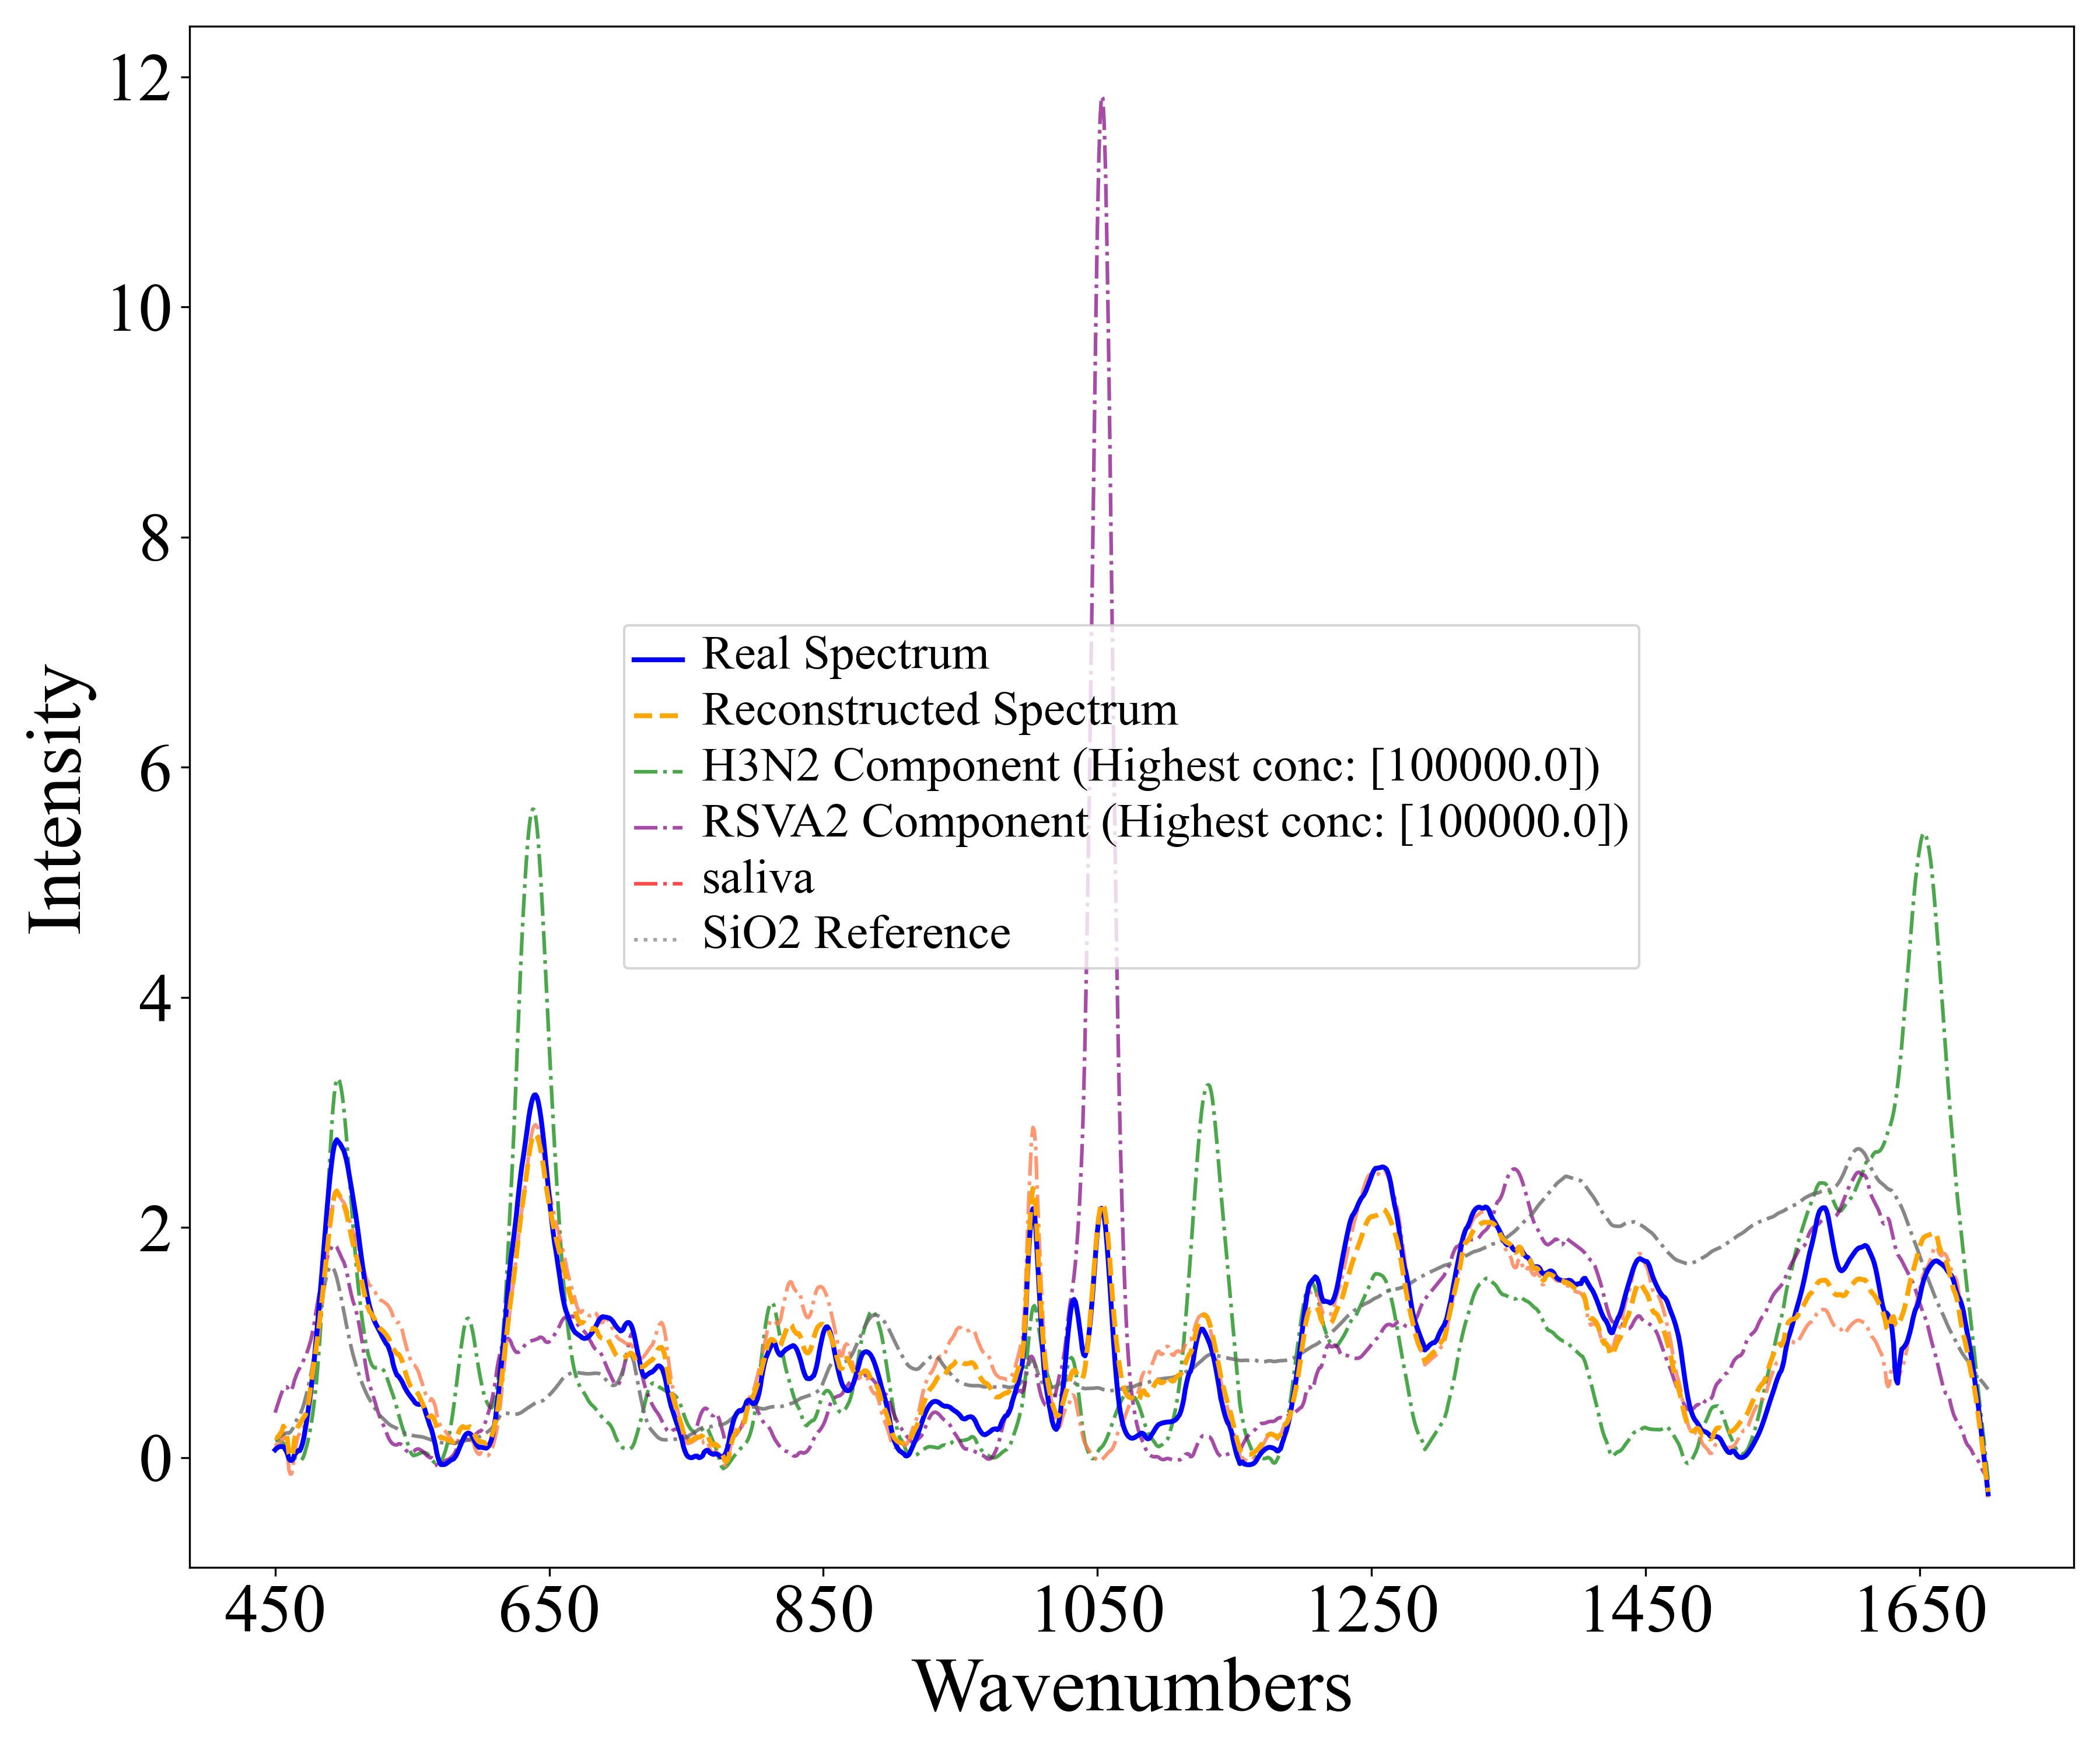 12
10
8
6
4
2
0
Intensity
Real Spectrum
Reconstructed Spectrum
H3N2 Component (Highest conc: [100000.0])
RSVA2 Component (Highest conc: [100000.0])
saliva
SiO2 Reference
450 650 850 1050 1250 1450 1650
Wavenumbers